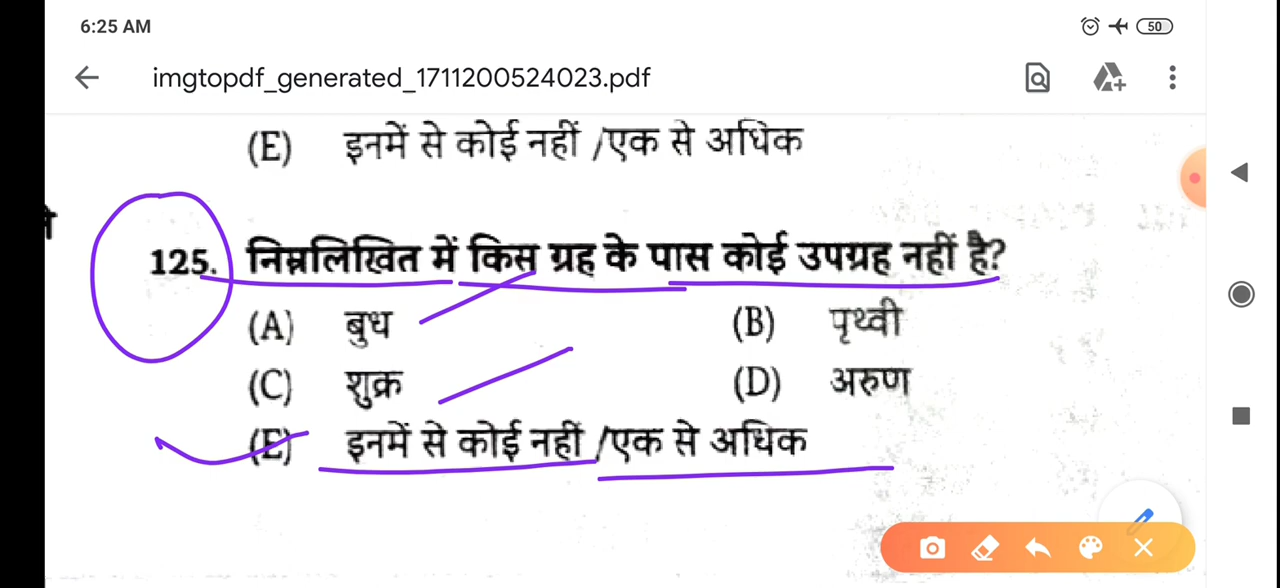 6:25 AM
50
imgtopdf_generated_1711200524023.pdf
(E) इनमें से कोई नहीं /एक से अधिक
125. निम्नलिखित में किस ग्रह के पास कोई उपग्रह नहीं है?
(A) बुध (B) पृथ्वी
(C) शुक्र (D) अरुण
(E) इनमें से कोई नहीं /एक से अधिक